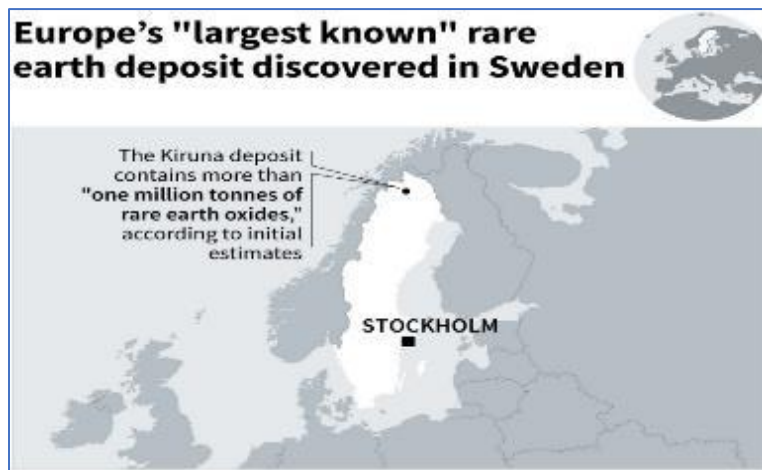 Europe’s "largest known" rare
earth deposit discovered in Sweden
The Kiruna deposit
contains more than
"one million tonnes of
rare earth oxides,"
according to initial
estimates
STOCKHOLM